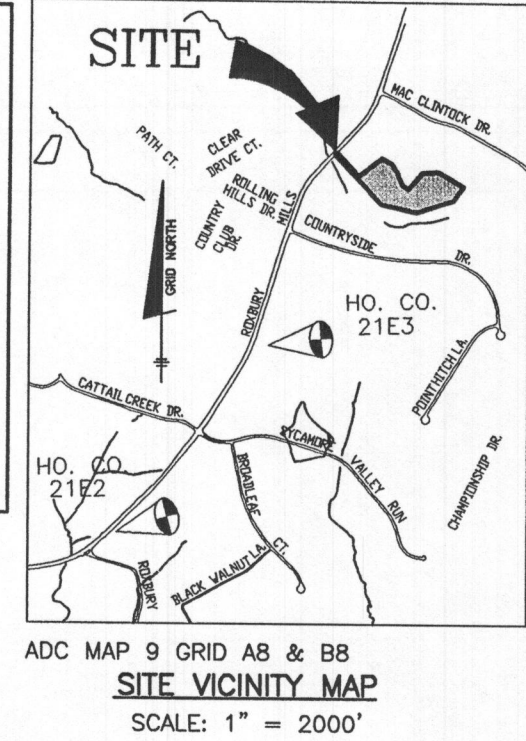 SITE
MAC CLINTOCK DR.
PATH CT.
CLEAR
DRIVE CT.
ROLLING
HILLS DR.
MILLS
COUNTRY
CLUB
DR.
GRID NORTH
COUNTRYSIDE DR.
ROXBURY
HO. CO.
21E3
POINTHITCH LA.
CATTAIL CREEK DR.
SYCAMORE VALLEY RUN
CHAMPIONSHIP DR.
HO. CO.
21E2
BROADLEAF CT.
BLACK WALNUT LA.
ROXBURY
ADC MAP 9 GRID A8 & B8
SITE VICINITY MAP
SCALE: 1" = 2000'